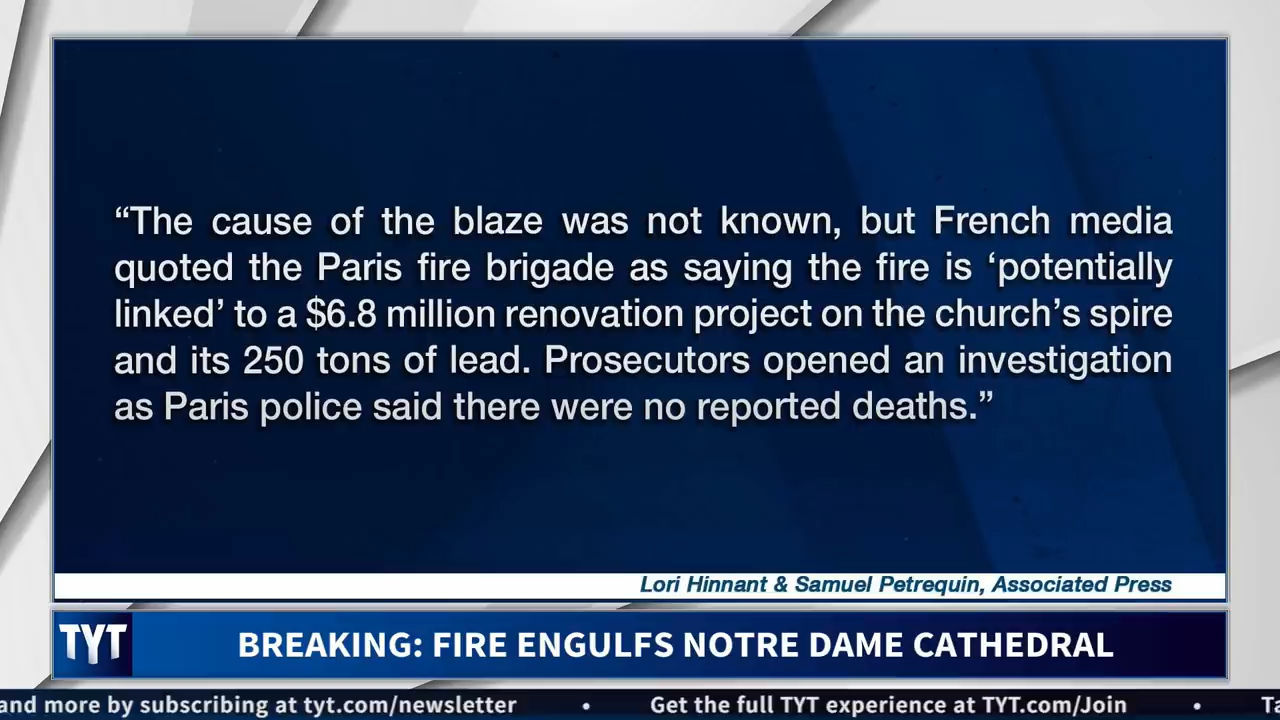 “The cause of the blaze was not known, but French media
quoted the Paris fire brigade as saying the fire is ‘potentially
linked’ to a $6.8 million renovation project on the church’s spire
and its 250 tons of lead. Prosecutors opened an investigation
as Paris police said there were no reported deaths.”
Lori Hinnant & Samuel Petrequin, Associated Press
TYT
BREAKING: FIRE ENGULFS NOTRE DAME CATHEDRAL
and more by subscribing at tyt.com/newsletter • Get the full TYT experience at TYT.com/Join •